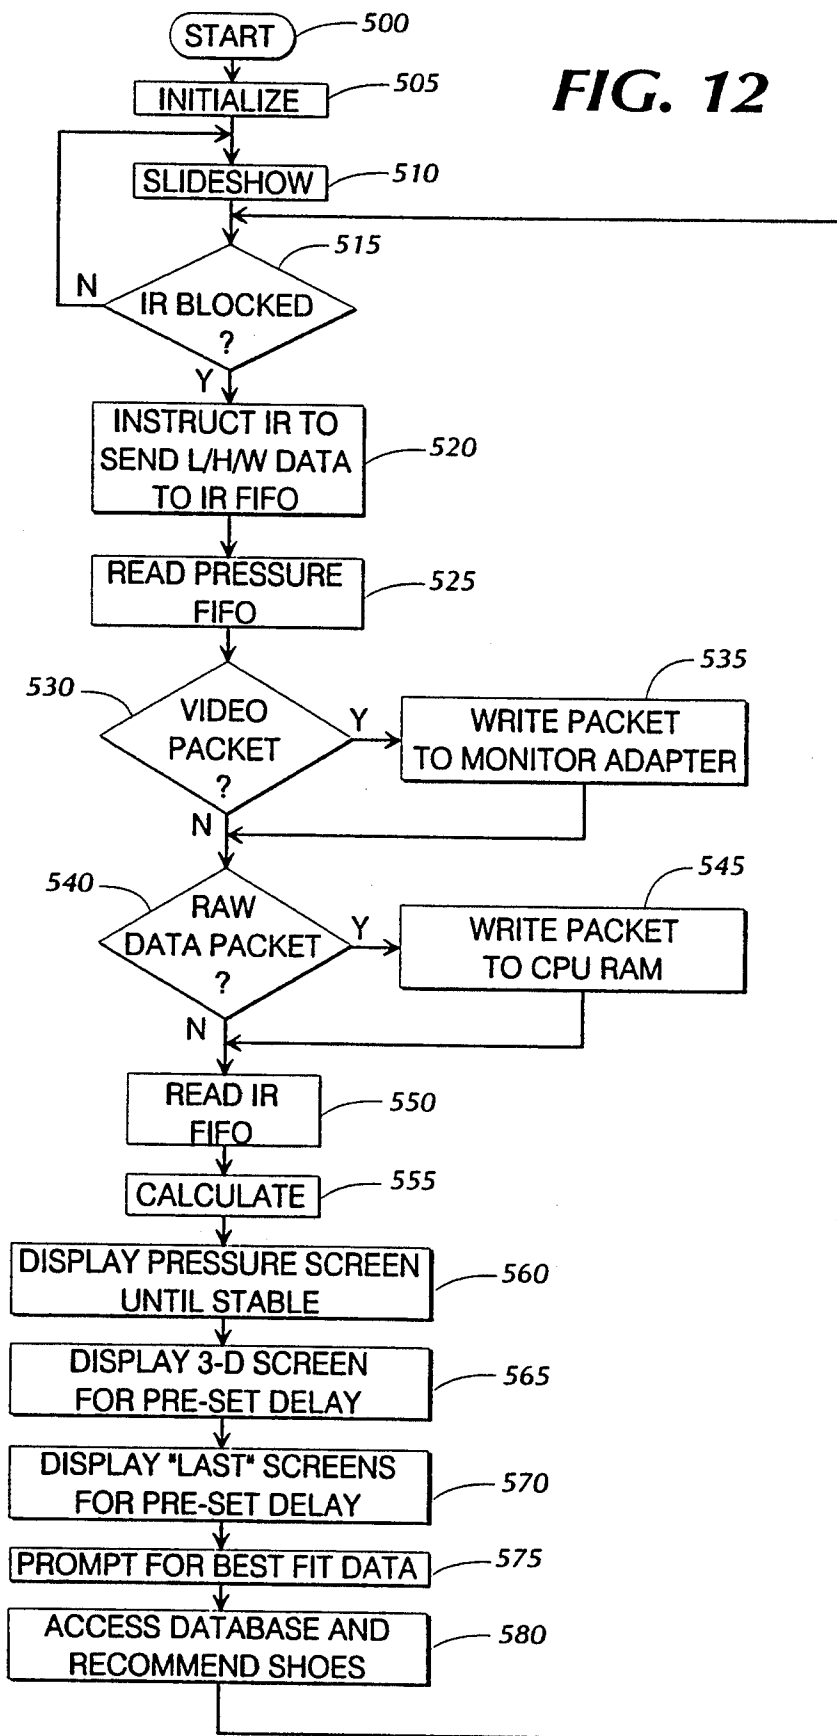 START
500
FIG. 12
INITIALIZE
505
SLIDESHOW
510
515
N
IR BLOCKED
?
Y
INSTRUCT IR TO
SEND L/H/W DATA
TO IR FIFO
520
READ PRESSURE
FIFO
525
530
VIDEO
PACKET
?
Y
535
WRITE PACKET
TO MONITOR ADAPTER
N
540
RAW
DATA PACKET
?
Y
545
WRITE PACKET
TO CPU RAM
N
READ IR
FIFO
550
CALCULATE
555
DISPLAY PRESSURE SCREEN
UNTIL STABLE
560
DISPLAY 3-D SCREEN
FOR PRE-SET DELAY
565
DISPLAY "LAST" SCREENS
FOR PRE-SET DELAY
570
PROMPT FOR BEST FIT DATA
575
ACCESS DATABASE AND
RECOMMEND SHOES
580